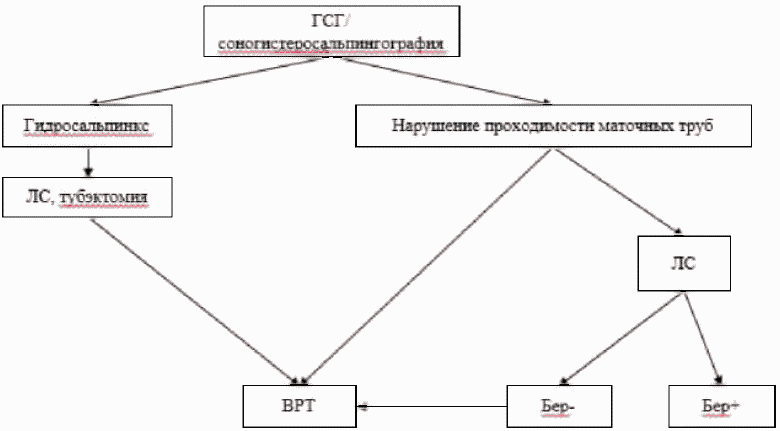 ГСГ/
соногистеросальпингография
Гидросальпинкс
Нарушение проходимости маточных труб
ЛС, тубэктомия
ЛС
ВРТ
Бер-
Бер+